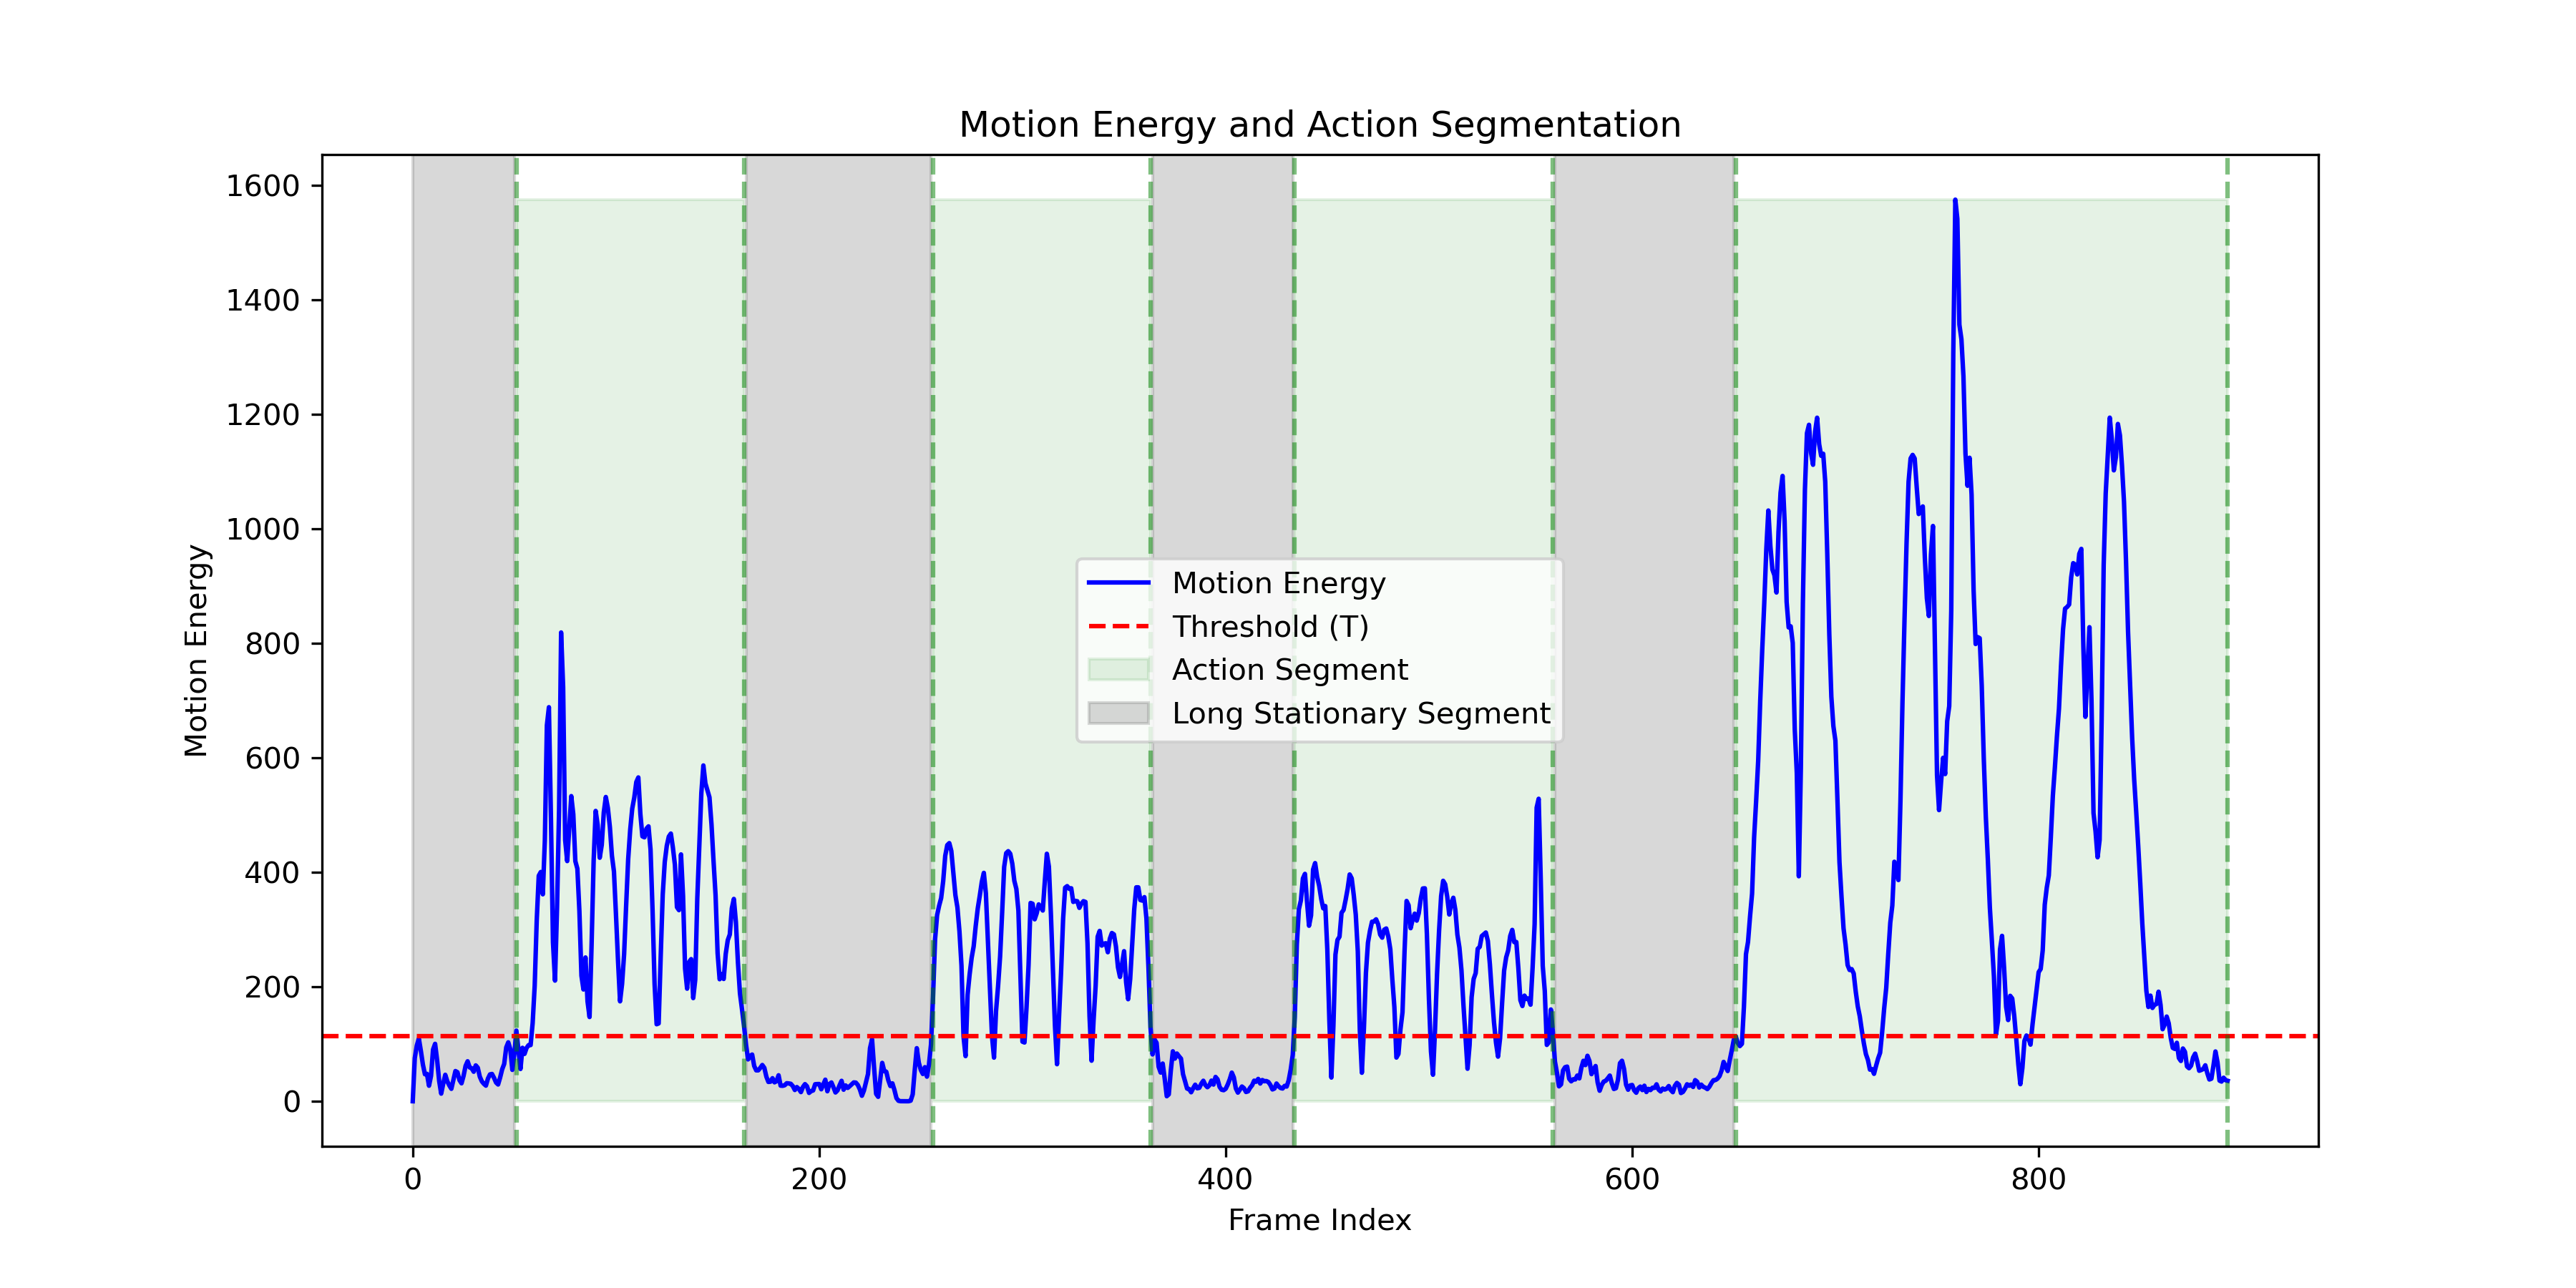 Motion Energy and Action Segmentation
1600
1400
1200
1000
800
600
400
200
0
Motion Energy
Motion Energy
Threshold (T)
Action Segment
Long Stationary Segment
0 200 400 600 800
Frame Index